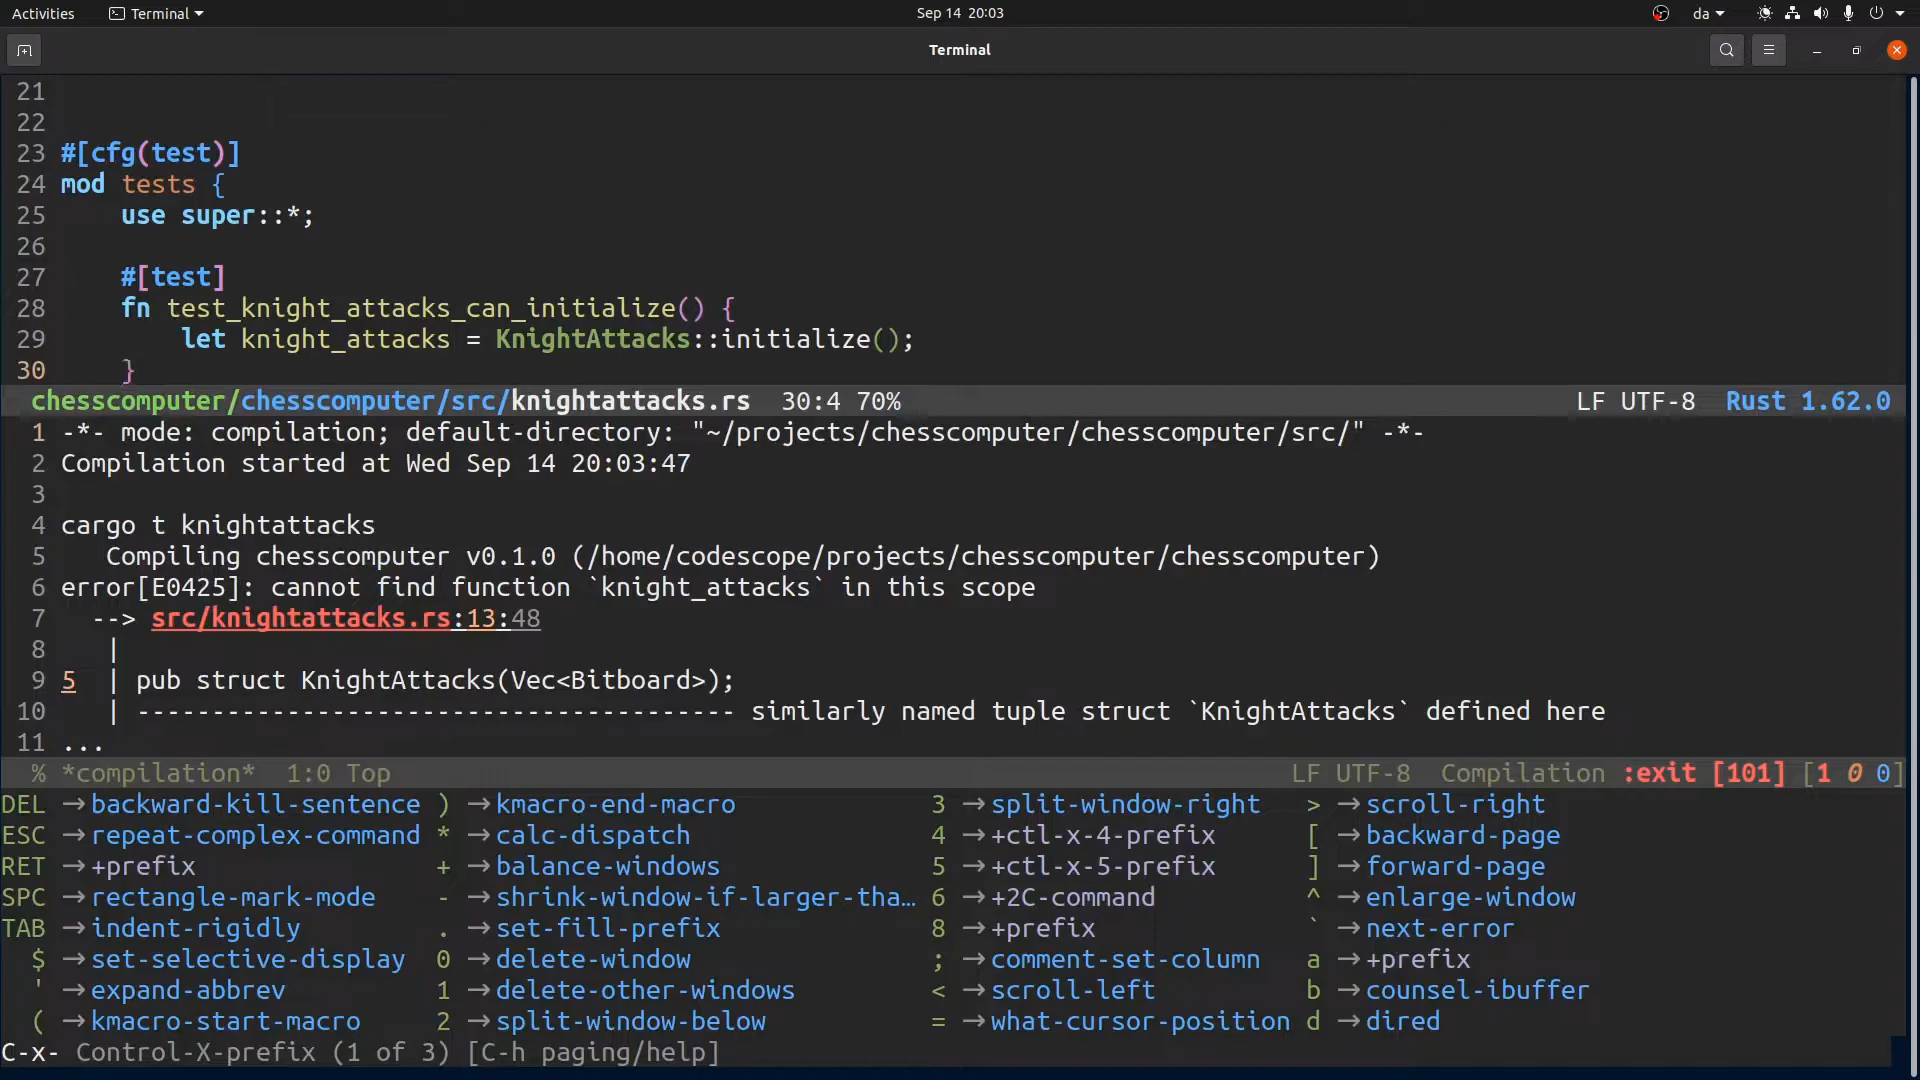 Activities Terminal Sep 14 20:03 da
Terminal
21
22
23 #[cfg(test)]
24 mod tests {
25 use super::*;
26
27 #[test]
28 fn test_knight_attacks_can_initialize() {
29 let knight_attacks = KnightAttacks::initialize();
30 }
chesscomputer/chesscomputer/src/knightattacks.rs 30:4 70% LF UTF-8 Rust 1.62.0
1 -*- mode: compilation; default-directory: "~/projects/chesscomputer/chesscomputer/src/" -*-
2 Compilation started at Wed Sep 14 20:03:47
3
4 cargo t knightattacks
5 Compiling chesscomputer v0.1.0 (/home/codescope/projects/chesscomputer/chesscomputer)
6 error[E0425]: cannot find function `knight_attacks` in this scope
7 --> src/knightattacks.rs:13:48
8 |
9 5 | pub struct KnightAttacks(Vec<Bitboard>);
10 | ---------------------------------------- similarly named tuple struct `KnightAttacks` defined here
11 ...
% *compilation* 1:0 Top LF UTF-8 Compilation :exit [101] [1 0 0]
DEL → backward-kill-sentence ) → kmacro-end-macro 3 → split-window-right > → scroll-right
ESC → repeat-complex-command * → calc-dispatch 4 → +ctl-x-4-prefix [ → backward-page
RET → +prefix + → balance-windows 5 → +ctl-x-5-prefix ] → forward-page
SPC → rectangle-mark-mode - → shrink-window-if-larger-tha… 6 → +2C-command ^ → enlarge-window
TAB → indent-rigidly . → set-fill-prefix 8 → +prefix ` → next-error
$ → set-selective-display 0 → delete-window ; → comment-set-column a → +prefix
' → expand-abbrev 1 → delete-other-windows < → scroll-left b → counsel-ibuffer
( → kmacro-start-macro 2 → split-window-below = → what-cursor-position d → dired
C-x- Control-X-prefix (1 of 3) [C-h paging/help]